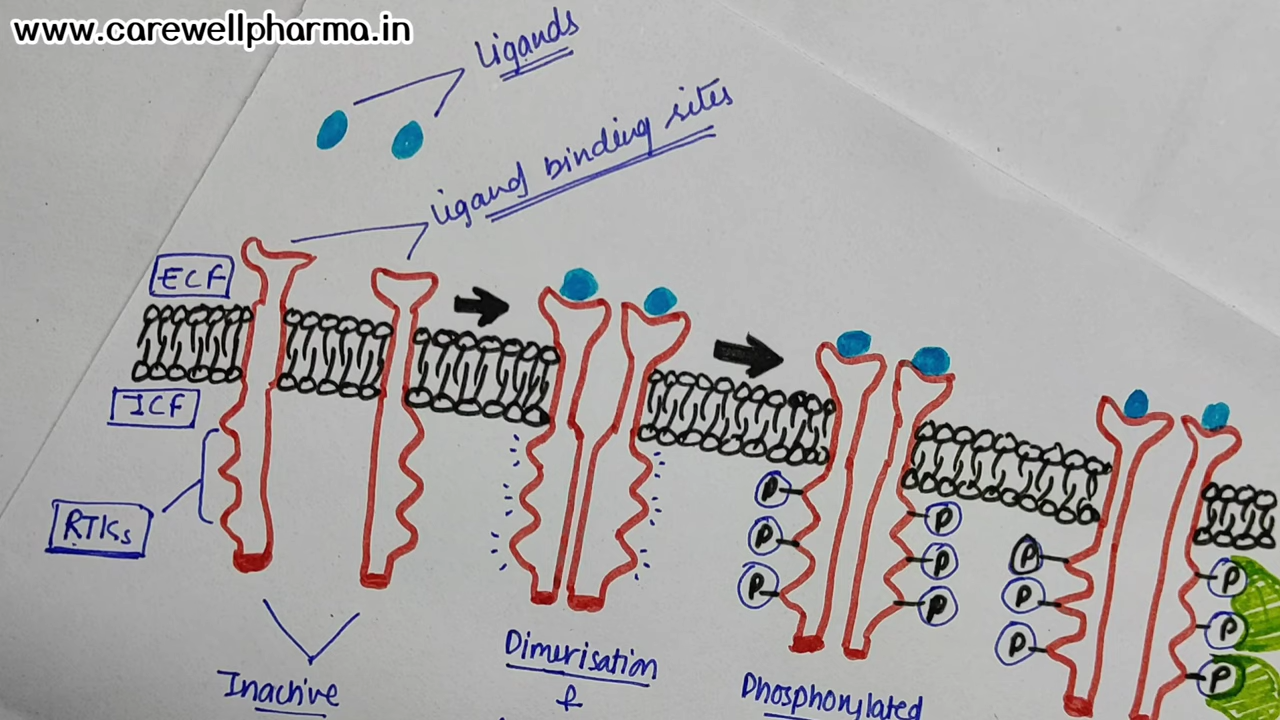 www.carewellpharma.in
Ligands
Ligand binding sites
ECF
ICF
RTKs
P
P
P
P
P
P
P
P
P
P
P
P
Inactive
Dimerisation
&
Phosphorylated